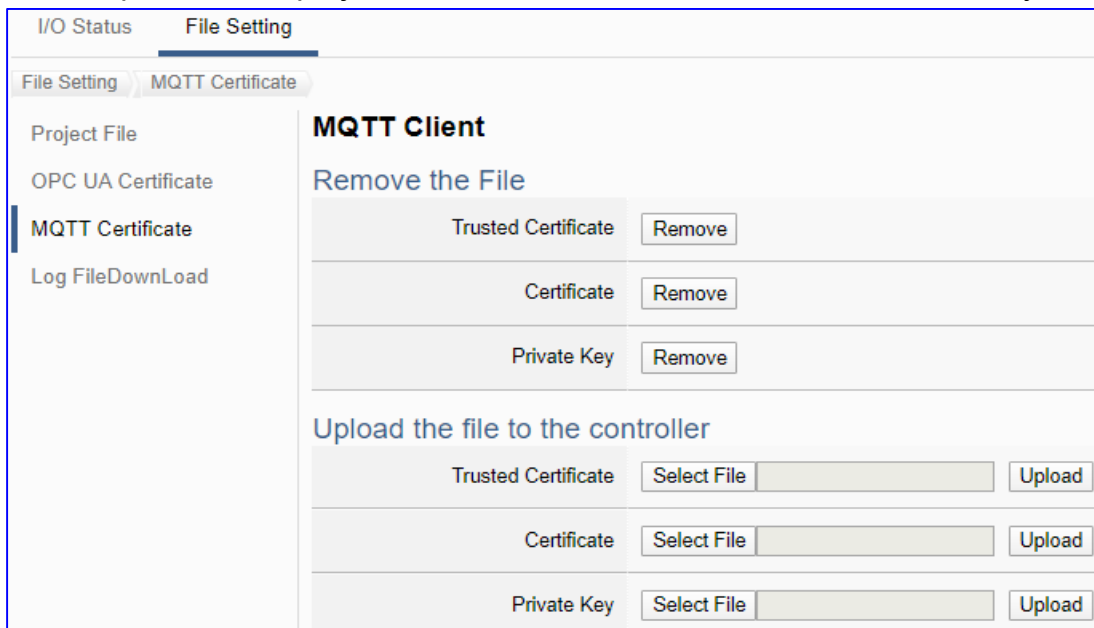 I/O Status File Setting
File Setting MQTT Certificate
Project File
OPC UA Certificate
MQTT Certificate
Log FileDownLoad
MQTT Client
Remove the File
Trusted Certificate Remove
Certificate Remove
Private Key Remove
Upload the file to the controller
Trusted Certificate Select File Upload
Certificate Select File Upload
Private Key Select File Upload